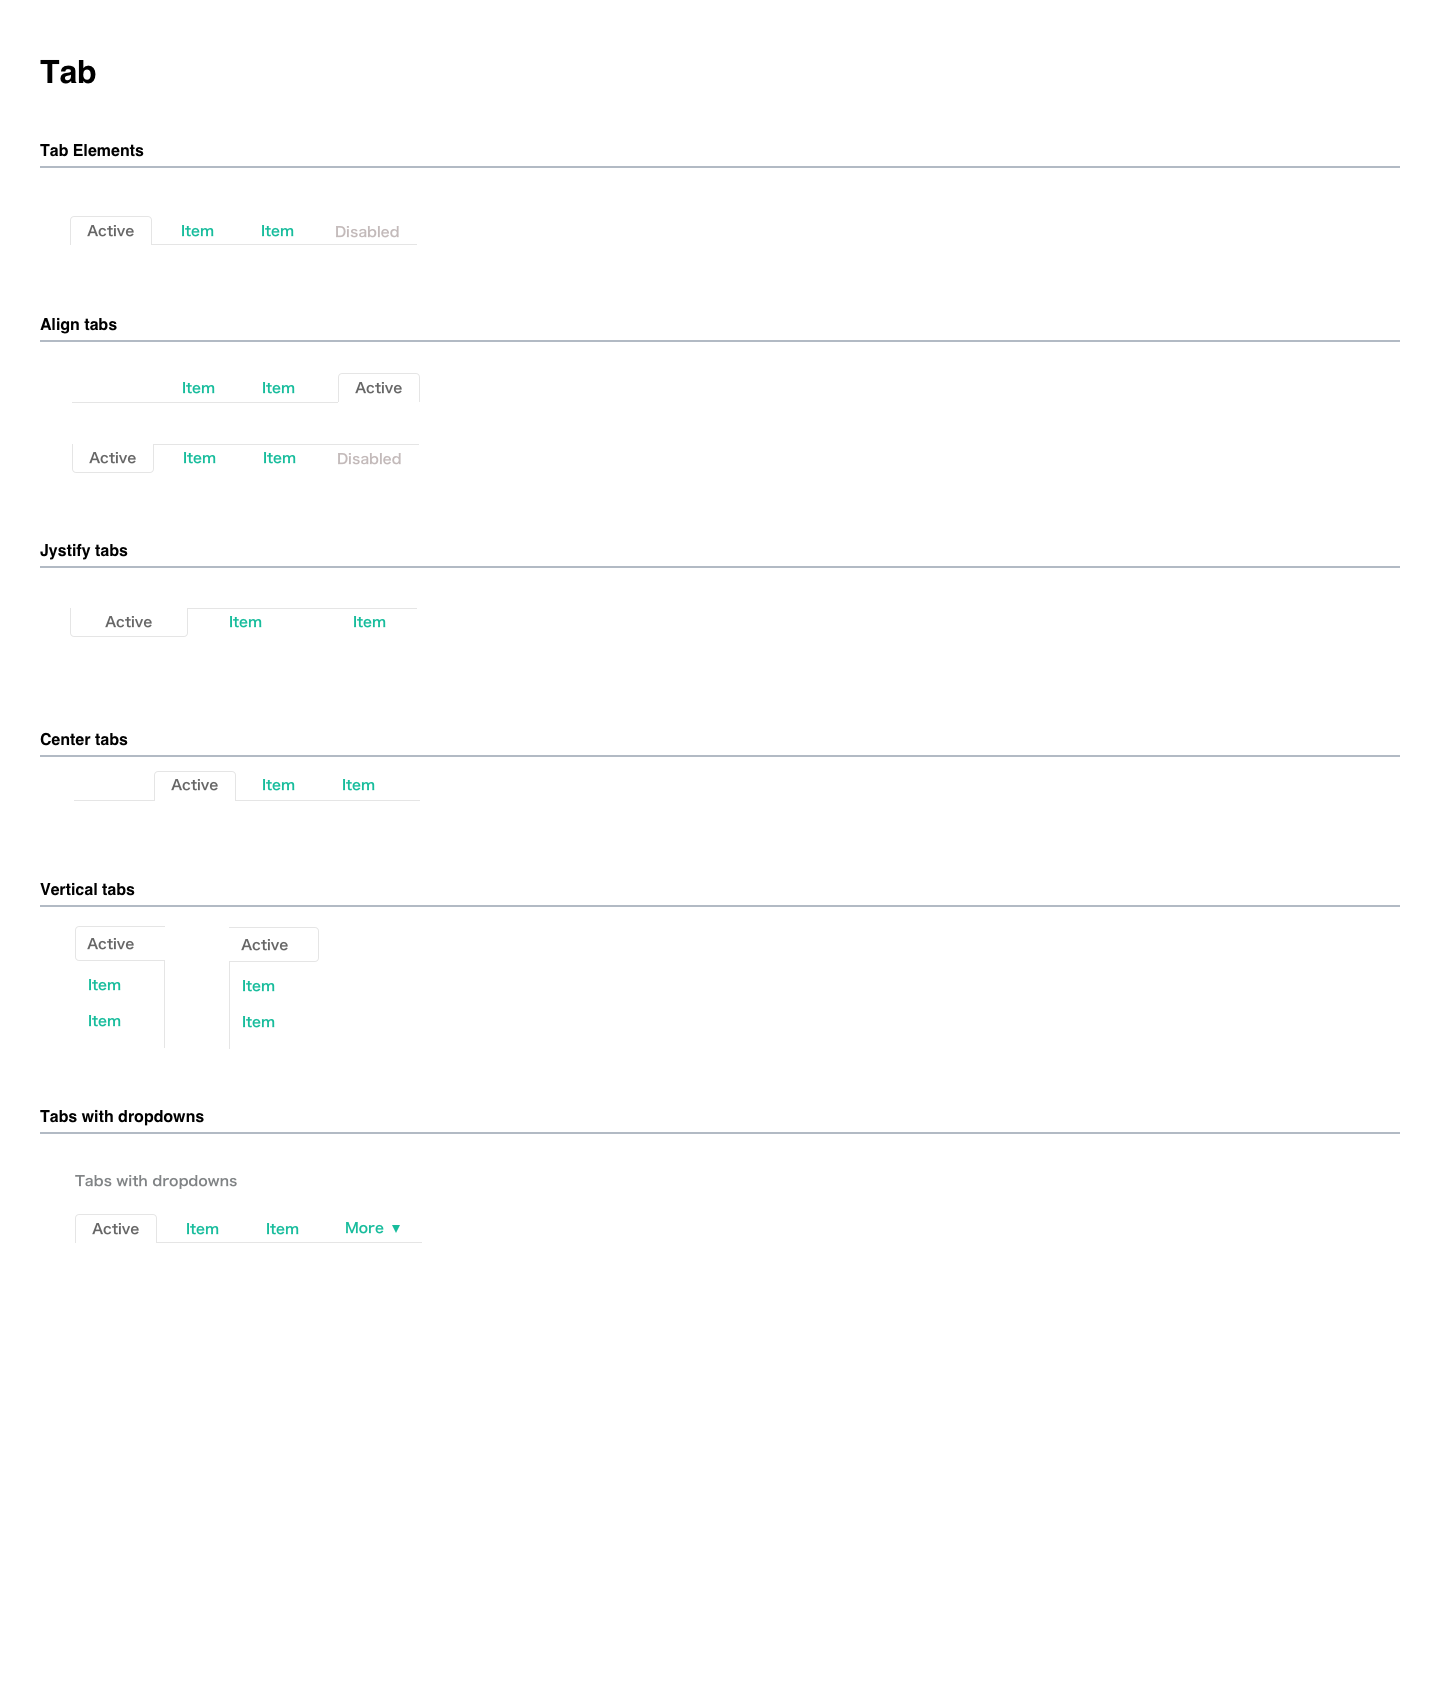 Tab
Tab Elements
Active Item Item Disabled
Align tabs
Item Item Active
Active Item Item Disabled
Jystify tabs
Active Item Item
Center tabs
Active Item Item
Vertical tabs
Active Active
Item Item
Item Item
Tabs with dropdowns
Tabs with dropdowns
Active Item Item More ▼